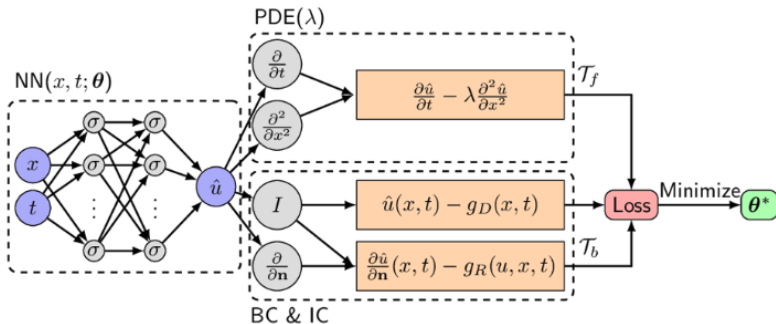 PDE(λ)
NN(x, t; θ)
x
t
σ
σ
σ
σ
⋮
⋮
σ
σ
û
∂/∂t
∂²/∂x²
∂û/∂t − λ ∂²û/∂x²
𝒯_f
I
û(x, t) − g_D(x, t)
∂/∂n
∂û/∂n (x, t) − g_R(u, x, t)
𝒯_b
BC & IC
Loss
Minimize
θ*